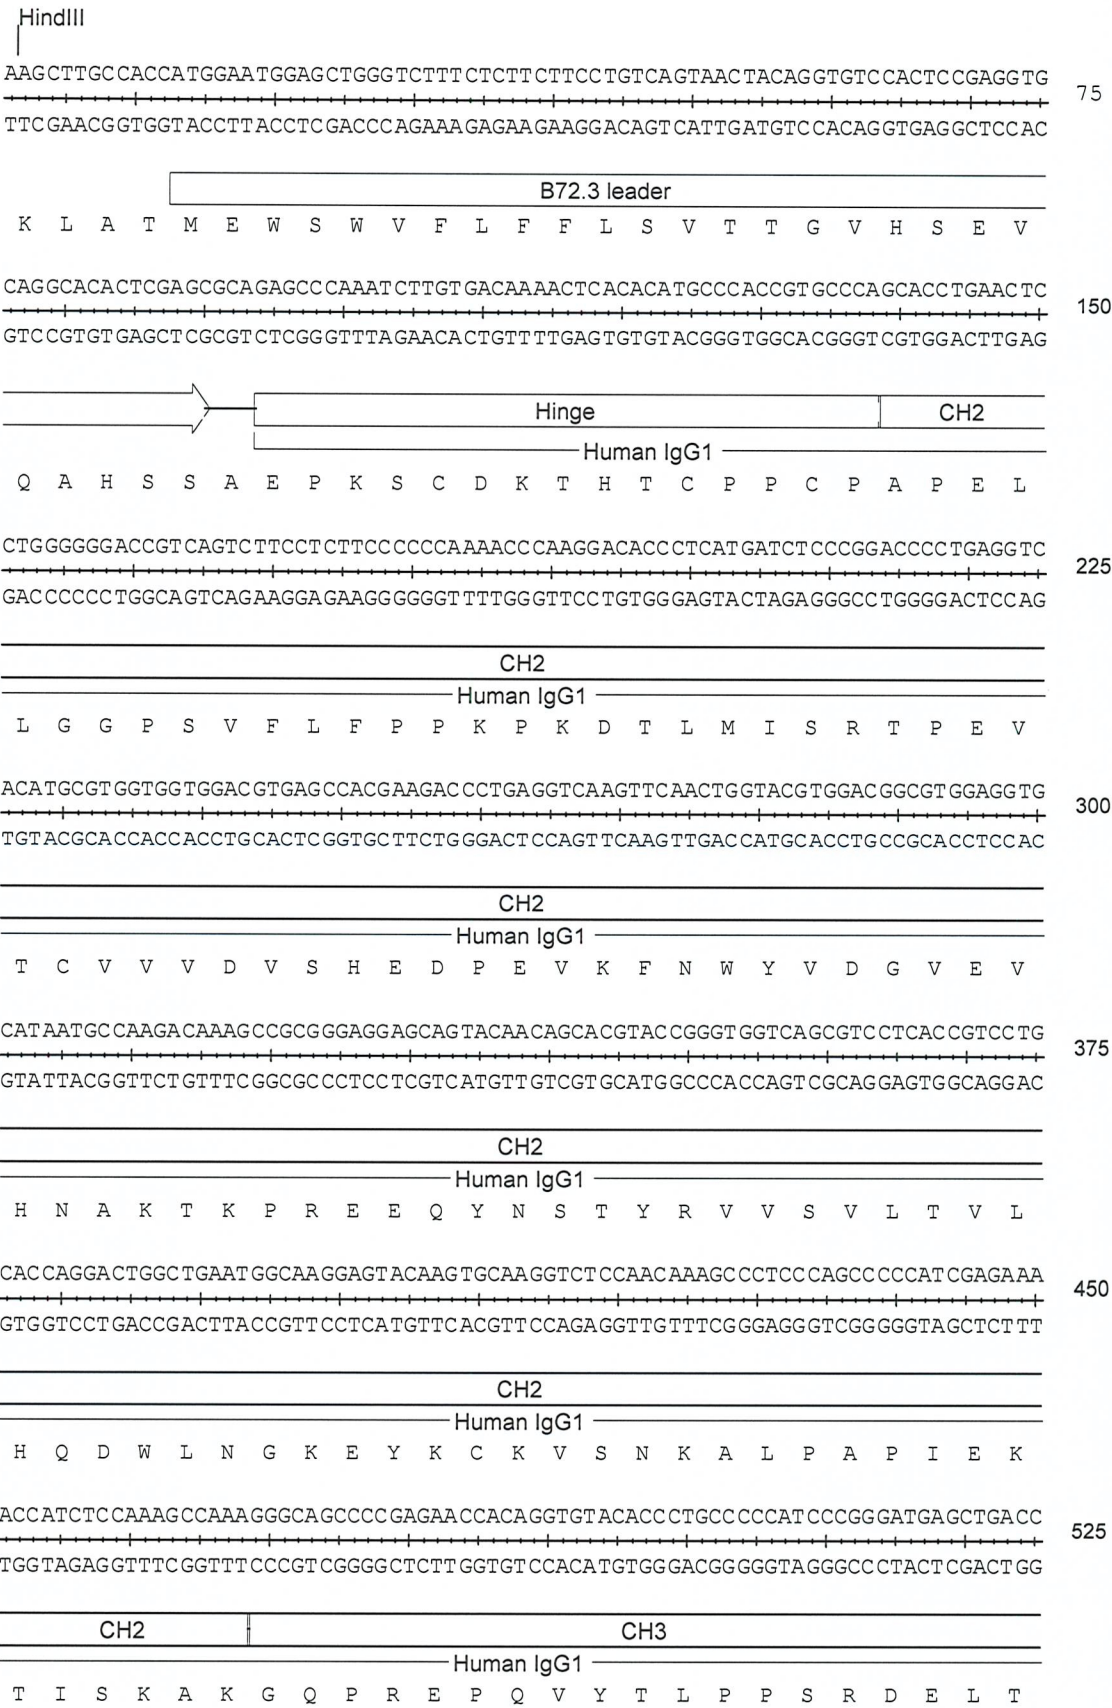 HindIII
AAGCTTGCCACCATGGAATGGAGCTGGGTCTTTCTCTTCTTCCTGTCAGTAACTACAGGTGTCCACTCCGAGGTG
75
TTCGAACGGTGGTACCTTACCTCGACCCAGAAAGAGAAGAAGGACAGTCATTGATGTCCACAGGTGAGGCTCCAC
B72.3 leader
K L A T M E W S W V F L F F L S V T T G V H S E V
CAGGCACACTCGAGCGCAGAGCCCAAATCTTGTGACAAAACTCACACATGCCCACCGTGCCCAGCACCTGAACTC
150
GTCCGTGTGAGCTCGCGTCTCGGGTTTAGAACACTGTTTTGAGTGTGTACGGGTGGCACGGGTCGTGGACTTGAG
Hinge CH2
Human IgG1
Q A H S S A E P K S C D K T H T C P P C P A P E L
CTGGGGGGACCGTCAGTCTTCCTCTTCCCCCCAAAACCCAAGGACACCCTCATGATCTCCCGGACCCCTGAGGTC
225
GACCCCCCTGGCAGTCAGAAGGAGAAGGGGGGTTTTGGGTTCCTGTGGGAGTACTAGAGGGCCTGGGGACTCCAG
CH2
Human IgG1
L G G P S V F L F P P K P K D T L M I S R T P E V
ACATGCGTGGTGGTGGACGTGAGCCACGAAGACCCTGAGGTCAAGTTCAACTGGTACGTGGACGGCGTGGAGGTG
300
TGTACGCACCACCACCTGCACTCGGTGCTTCTGGGACTCCAGTTCAAGTTGACCATGCACCTGCCGCACCTCCAC
CH2
Human IgG1
T C V V V D V S H E D P E V K F N W Y V D G V E V
CATAATGCCAAGACAAAGCCGCGGGAGGAGCAGTACAACAGCACGTACCGGGTGGTCAGCGTCCTCACCGTCCTG
375
GTATTACGGTTCTGTTTCGGCGCCCTCCTCGTCATGTTGTCGTGCATGGCCCACCAGTCGCAGGAGTGGCAGGAC
CH2
Human IgG1
H N A K T K P R E E Q Y N S T Y R V V S V L T V L
CACCAGGACTGGCTGAATGGCAAGGAGTACAAGTGCAAGGTCTCCAACAAAGCCCTCCCAGCCCCCATCGAGAAA
450
GTGGTCCTGACCGACTTACCGTTCCTCATGTTCACGTTCCAGAGGTTGTTTCGGGAGGGTCGGGGGTAGCTCTTT
CH2
Human IgG1
H Q D W L N G K E Y K C K V S N K A L P A P I E K
ACCATCTCCAAAGCCAAAGGGCAGCCCCGAGAACCACAGGTGTACACCCTGCCCCCATCCCGGGATGAGCTGACC
525
TGGTAGAGGTTTCGGTTTCCCGTCGGGGCTCTTGGTGTCCACATGTGGGACGGGGGTAGGGCCCTACTCGACTGG
CH2 CH3
Human IgG1
T I S K A K G Q P R E P Q V Y T L P P S R D E L T